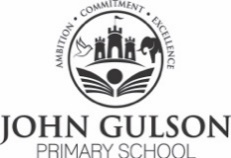 AMBITION • COMMITMENT • EXCELLENCE
JOHN GULSON
PRIMARY SCHOOL